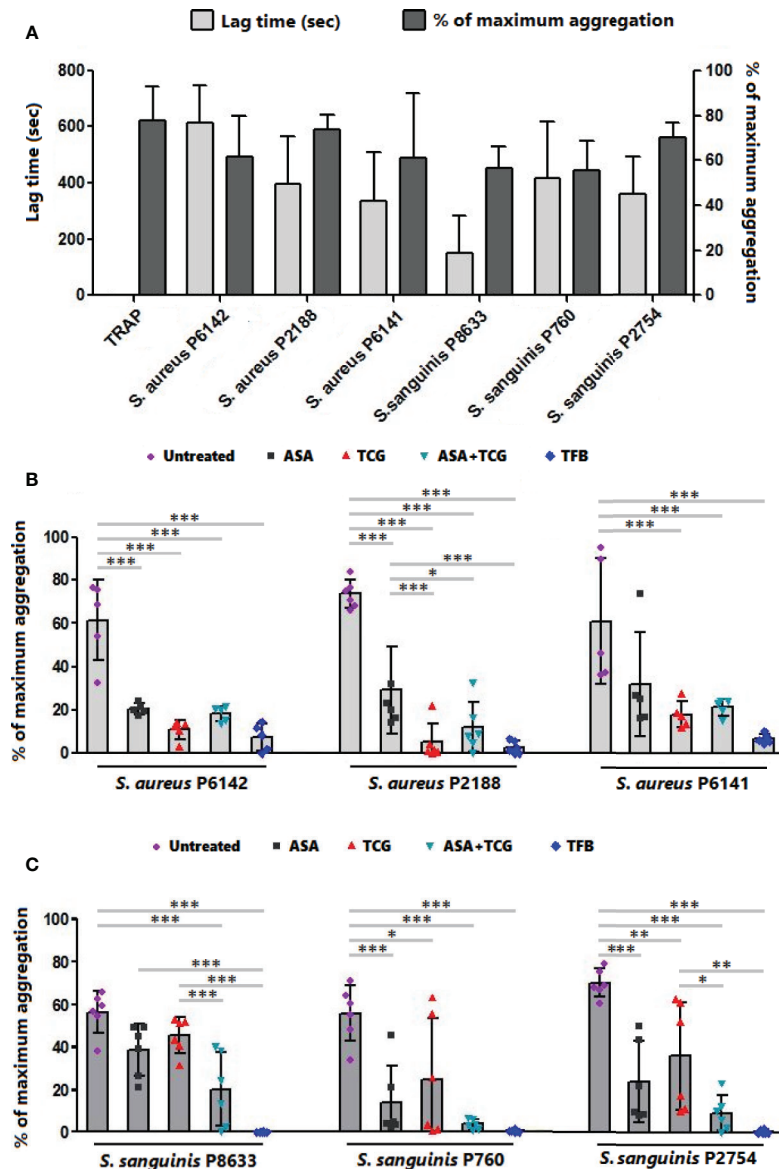 A
Lag time (sec) % of maximum aggregation
Lag time (sec)
800
600
400
200
0
% of maximum
aggregation
100
80
60
40
20
0
TRAP
S. aureus P6142
S. aureus P2188
S. aureus P6141
S.sanguinis P8633
S. sanguinis P760
S. sanguinis P2754
B
Untreated ASA TCG ASA+TCG TFB
% of maximum aggregation
100
80
60
40
20
0
***
***
***
***
***
***
***
***
***
*
***
***
***
***
S. aureus P6142 S. aureus P2188 S. aureus P6141
C
Untreated ASA TCG ASA+TCG TFB
% of maximum aggregation
100
80
60
40
20
0
***
***
***
***
***
***
***
*
***
***
***
**
***
**
*
S. sanguinis P8633 S. sanguinis P760 S. sanguinis P2754